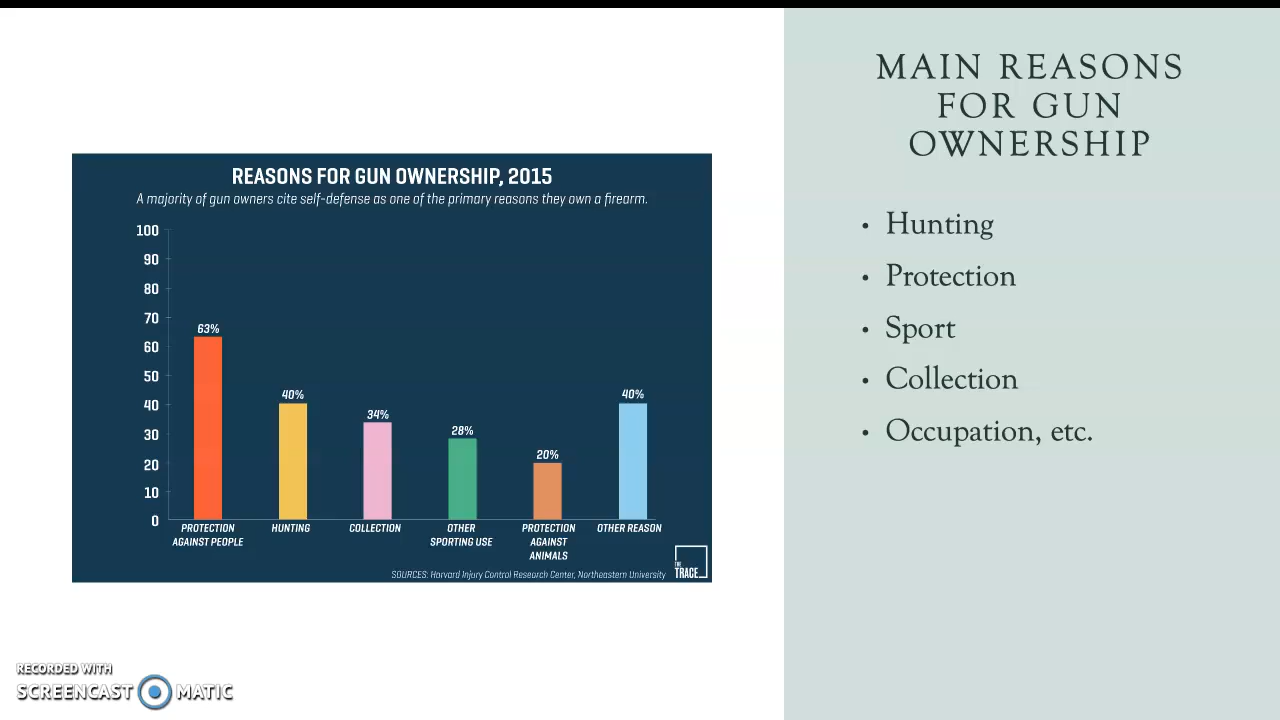 REASONS FOR GUN OWNERSHIP, 2015
A majority of gun owners cite self-defense as one of the primary reasons they own a firearm.
100
90
80
70
60
50
40
30
20
10
0
63%
40%
34%
28%
20%
40%
PROTECTION
AGAINST PEOPLE
HUNTING
COLLECTION
OTHER
SPORTING USE
PROTECTION
AGAINST
ANIMALS
OTHER REASON
SOURCES: Harvard Injury Control Research Center, Northeastern University
THE
TRACE
MAIN REASONS
FOR GUN
OWNERSHIP
• Hunting
• Protection
• Sport
• Collection
• Occupation, etc.
RECORDED WITH
SCREENCAST MATIC